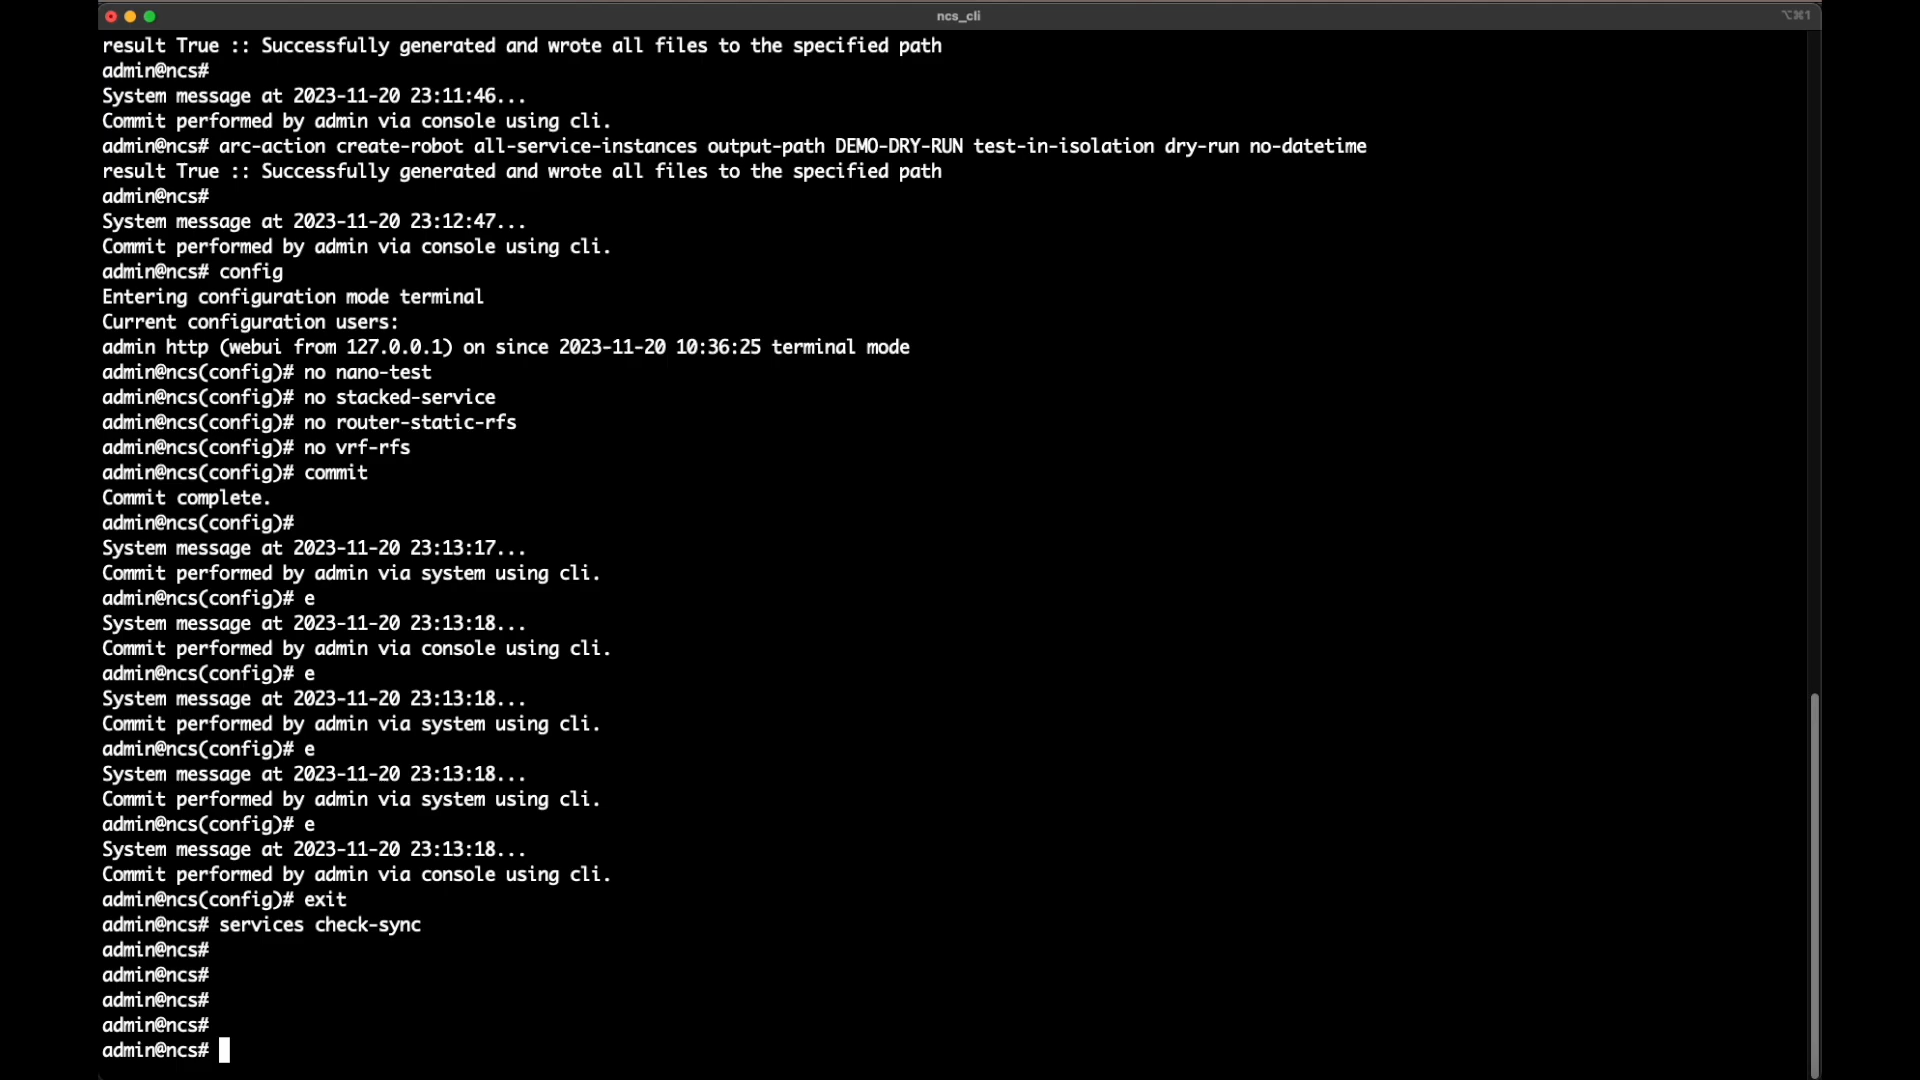 ncs_cli
⌥⌘1
result True :: Successfully generated and wrote all files to the specified path
admin@ncs#
System message at 2023-11-20 23:11:46...
Commit performed by admin via console using cli.
admin@ncs# arc-action create-robot all-service-instances output-path DEMO-DRY-RUN test-in-isolation dry-run no-datetime
result True :: Successfully generated and wrote all files to the specified path
admin@ncs#
System message at 2023-11-20 23:12:47...
Commit performed by admin via console using cli.
admin@ncs# config
Entering configuration mode terminal
Current configuration users:
admin http (webui from 127.0.0.1) on since 2023-11-20 10:36:25 terminal mode
admin@ncs(config)# no nano-test
admin@ncs(config)# no stacked-service
admin@ncs(config)# no router-static-rfs
admin@ncs(config)# no vrf-rfs
admin@ncs(config)# commit
Commit complete.
admin@ncs(config)#
System message at 2023-11-20 23:13:17...
Commit performed by admin via system using cli.
admin@ncs(config)# e
System message at 2023-11-20 23:13:18...
Commit performed by admin via console using cli.
admin@ncs(config)# e
System message at 2023-11-20 23:13:18...
Commit performed by admin via system using cli.
admin@ncs(config)# e
System message at 2023-11-20 23:13:18...
Commit performed by admin via system using cli.
admin@ncs(config)# e
System message at 2023-11-20 23:13:18...
Commit performed by admin via console using cli.
admin@ncs(config)# exit
admin@ncs# services check-sync
admin@ncs#
admin@ncs#
admin@ncs#
admin@ncs#
admin@ncs#